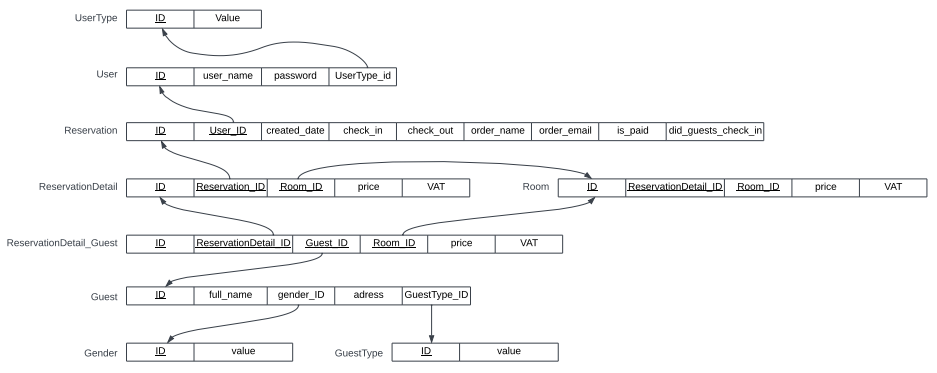 UserType ID Value
User ID user_name password UserType_id
Reservation ID User_ID created_date check_in check_out order_name order_email is_paid did_guests_check_in
ReservationDetail ID Reservation_ID Room_ID price VAT Room ID ReservationDetail_ID Room_ID price VAT
ReservationDetail_Guest ID ReservationDetail_ID Guest_ID Room_ID price VAT
Guest ID full_name gender_ID adress GuestType_ID
Gender ID value GuestType ID value